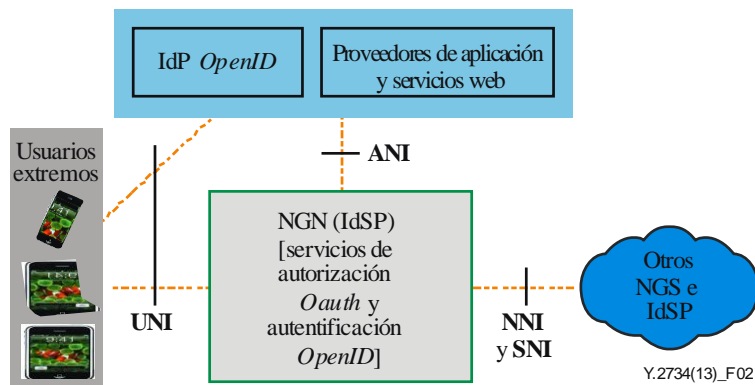 IdP OpenID
Proveedores de aplicación
y servicios web
Usuarios
extremos
ANI
NGN (IdSP)
[servicios de
autorización
Oauth y
autentificación
OpenID]
UNI
NNI
y SNI
Otros
NGS e
IdSP
Y.2734(13)_F02